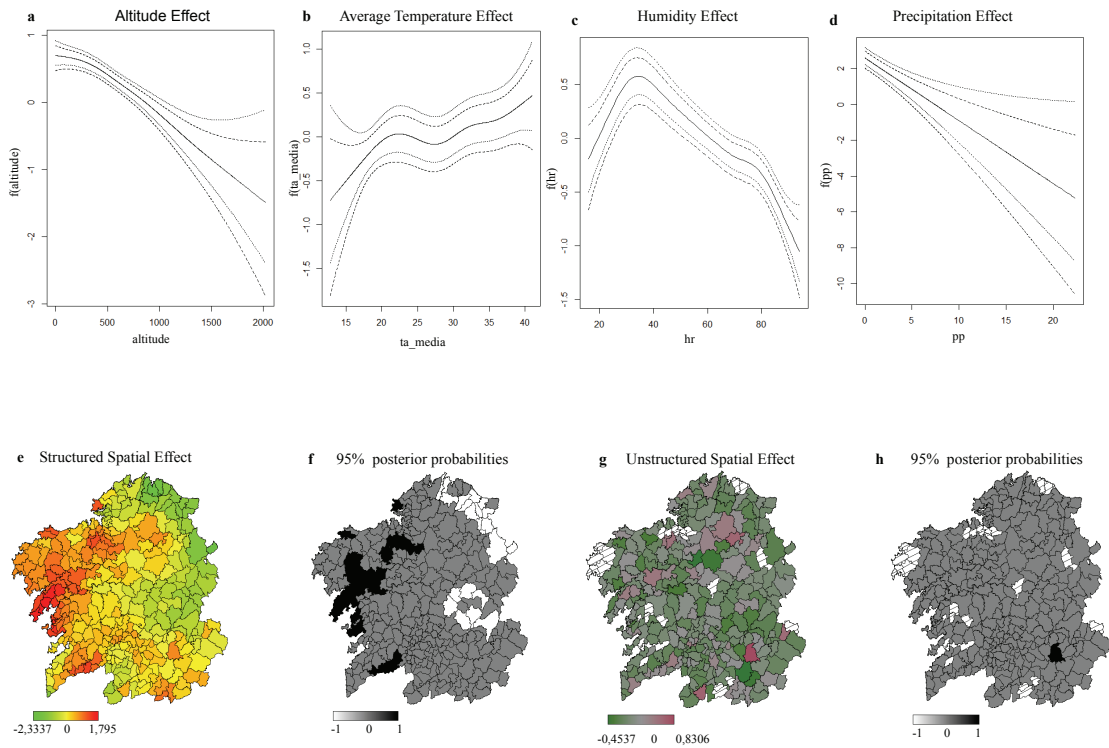 a Altitude Effect
f(altitude)
1
0
-1
-2
-3
0 500 1000 1500 2000
altitude
b Average Temperature Effect
f(ta_media)
1.0
0.5
0.0
-0.5
-1.0
-1.5
15 20 25 30 35 40
ta_media
c Humidity Effect
f(hr)
0.5
0.0
-0.5
-1.0
-1.5
20 40 60 80
hr
d Precipitation Effect
f(pp)
2
0
-2
-4
-6
-8
-10
0 5 10 15 20
pp
e Structured Spatial Effect
-2,3337 0 1,795
f 95% posterior probabilities
-1 0 1
g Unstructured Spatial Effect
-0,4537 0 0,8306
h 95% posterior probabilities
-1 0 1